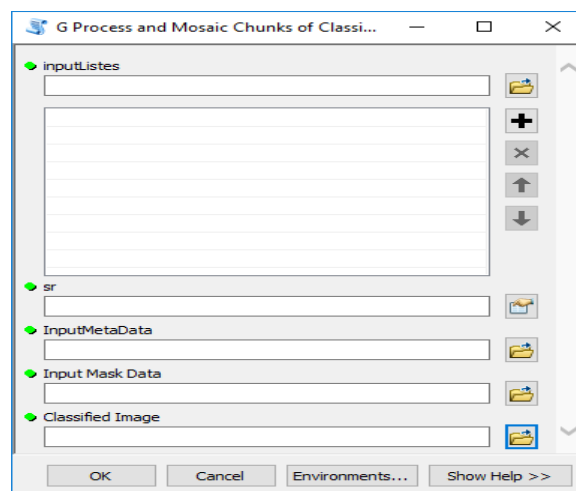 G Process and Mosaic Chunks of Classi...
inputListes
sr
InputMetaData
Input Mask Data
Classified Image
OK Cancel Environments... Show Help >>